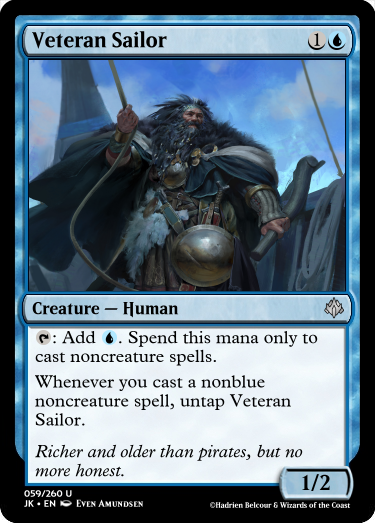 Veteran Sailor 1
Creature — Human
: Add . Spend this mana only to
cast noncreature spells.
Whenever you cast a nonblue
noncreature spell, untap Veteran
Sailor.
Richer and older than pirates, but no
more honest.
1/2
059/260 U
JK • EN Even Amundsen
©Hadrien Belcour & Wizards of the Coast